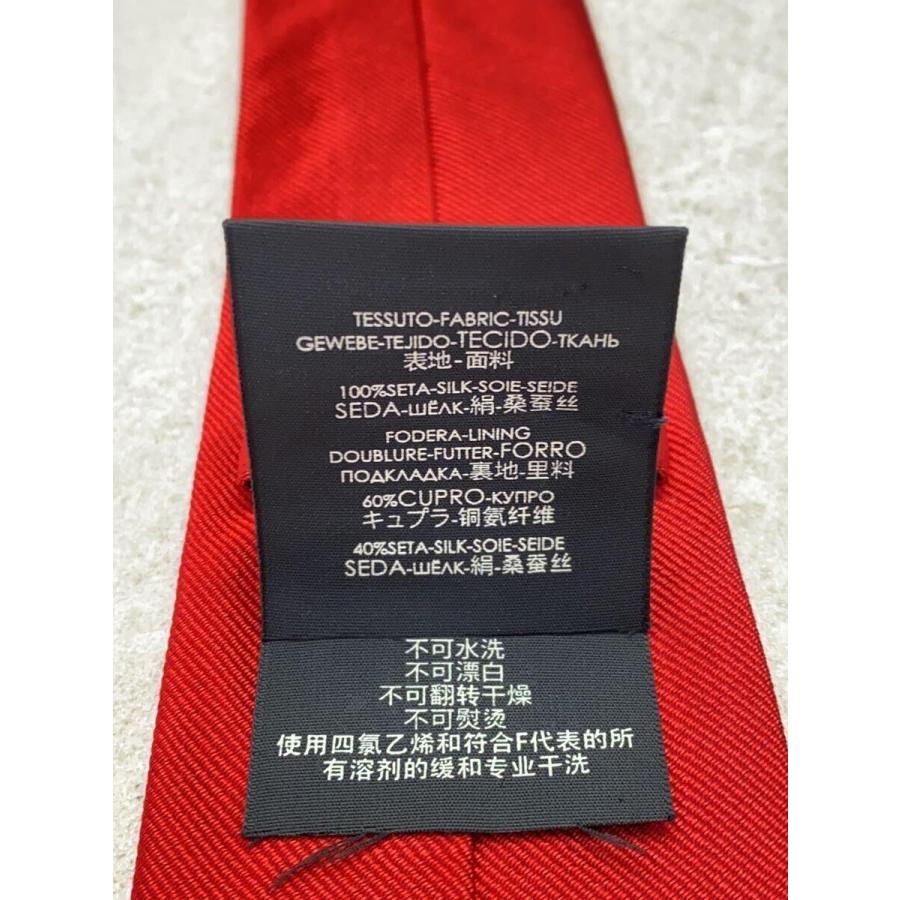 TESSUTO-FABRIC-TISSU
GEWEBE-TEJIDO-TECIDO-ТКАНЬ
表地-面料
100%SETA-SILK-SOIE-SEIDE
SEDA-ШЁЛК-絹-桑蚕丝
FODERA-LINING
DOUBLURE-FUTTER-FORRO
ПОДКЛАДКА-裏地-里料
60%CUPRO-КУПРО
キュプラ-铜氨纤维
40%SETA-SILK-SOIE-SEIDE
SEDA-ШЁЛК-絹-桑蚕丝
不可水洗
不可漂白
不可翻转干燥
不可熨烫
使用四氯乙烯和符合F代表的所
有溶剂的缓和专业干洗